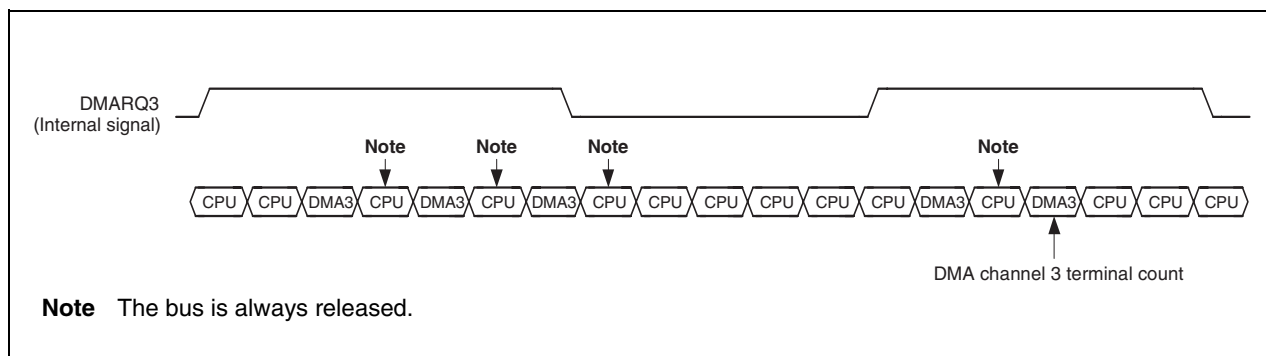 DMARQ3
(Internal signal)
Note Note Note Note
CPU CPU DMA3 CPU DMA3 CPU DMA3 CPU CPU CPU CPU CPU CPU DMA3 CPU DMA3 CPU CPU CPU
DMA channel 3 terminal count
Note The bus is always released.